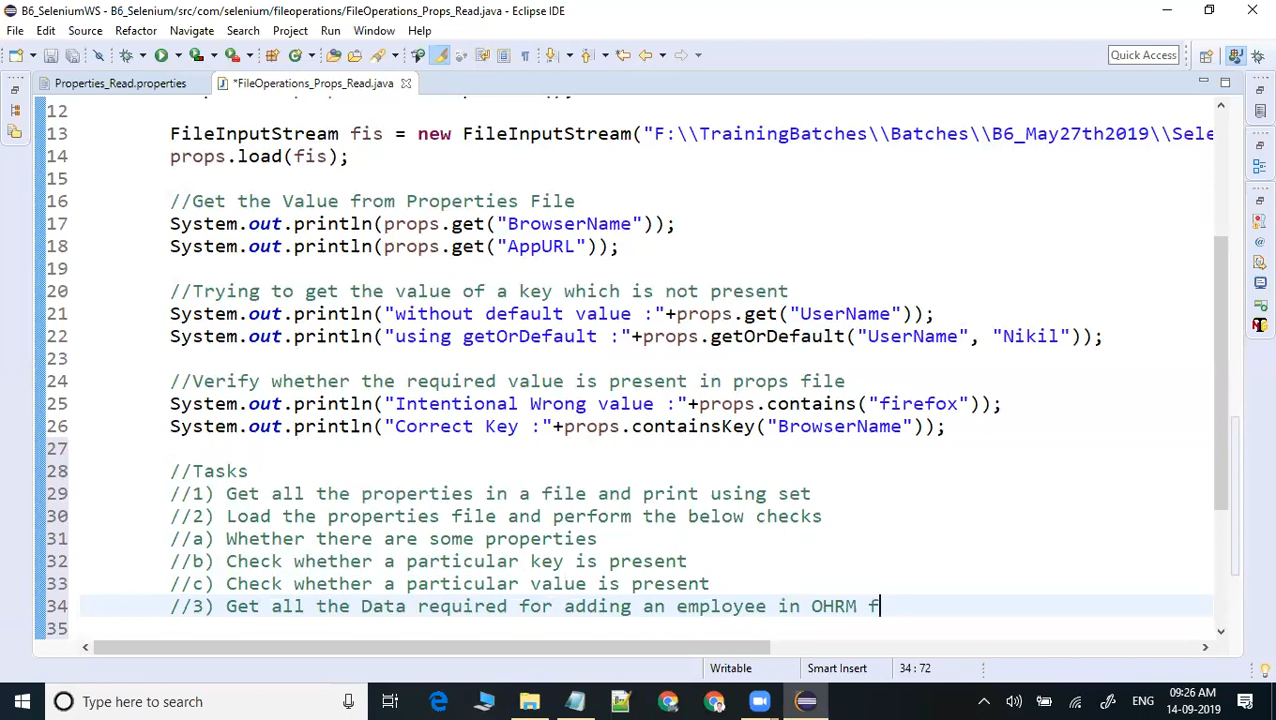 B6_SeleniumWS - B6_Selenium/src/com/selenium/fileoperations/FileOperations_Props_Read.java - Eclipse IDE
File Edit Source Refactor Navigate Search Project Run Window Help
Quick Access
Properties_Read.properties *FileOperations_Props_Read.java
12
13 FileInputStream fis = new FileInputStream("F:\\TrainingBatches\\Batches\\B6_May27th2019\\Sele
14 props.load(fis);
15
16 //Get the Value from Properties File
17 System.out.println(props.get("BrowserName"));
18 System.out.println(props.get("AppURL"));
19
20 //Trying to get the value of a key which is not present
21 System.out.println("without default value :"+props.get("UserName"));
22 System.out.println("using getOrDefault :"+props.getOrDefault("UserName", "Nikil"));
23
24 //Verify whether the required value is present in props file
25 System.out.println("Intentional Wrong value :"+props.contains("firefox"));
26 System.out.println("Correct Key :"+props.containsKey("BrowserName"));
27
28 //Tasks
29 //1) Get all the properties in a file and print using set
30 //2) Load the properties file and perform the below checks
31 //a) Whether there are some properties
32 //b) Check whether a particular key is present
33 //c) Check whether a particular value is present
34 //3) Get all the Data required for adding an employee in OHRM f
35
Writable Smart Insert 34 : 72
Type here to search
ENG
09:26 AM
14-09-2019